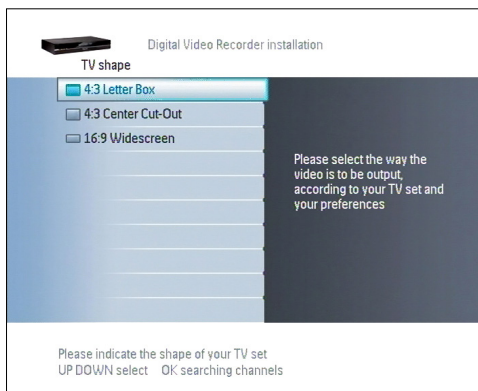 Digital Video Recorder installation
TV shape
4:3 Letter Box
4:3 Center Cut-Out
16:9 Widescreen
Please select the way the
video is to be output,
according to your TV set and
your preferences
Please indicate the shape of your TV set
UP DOWN select OK searching channels